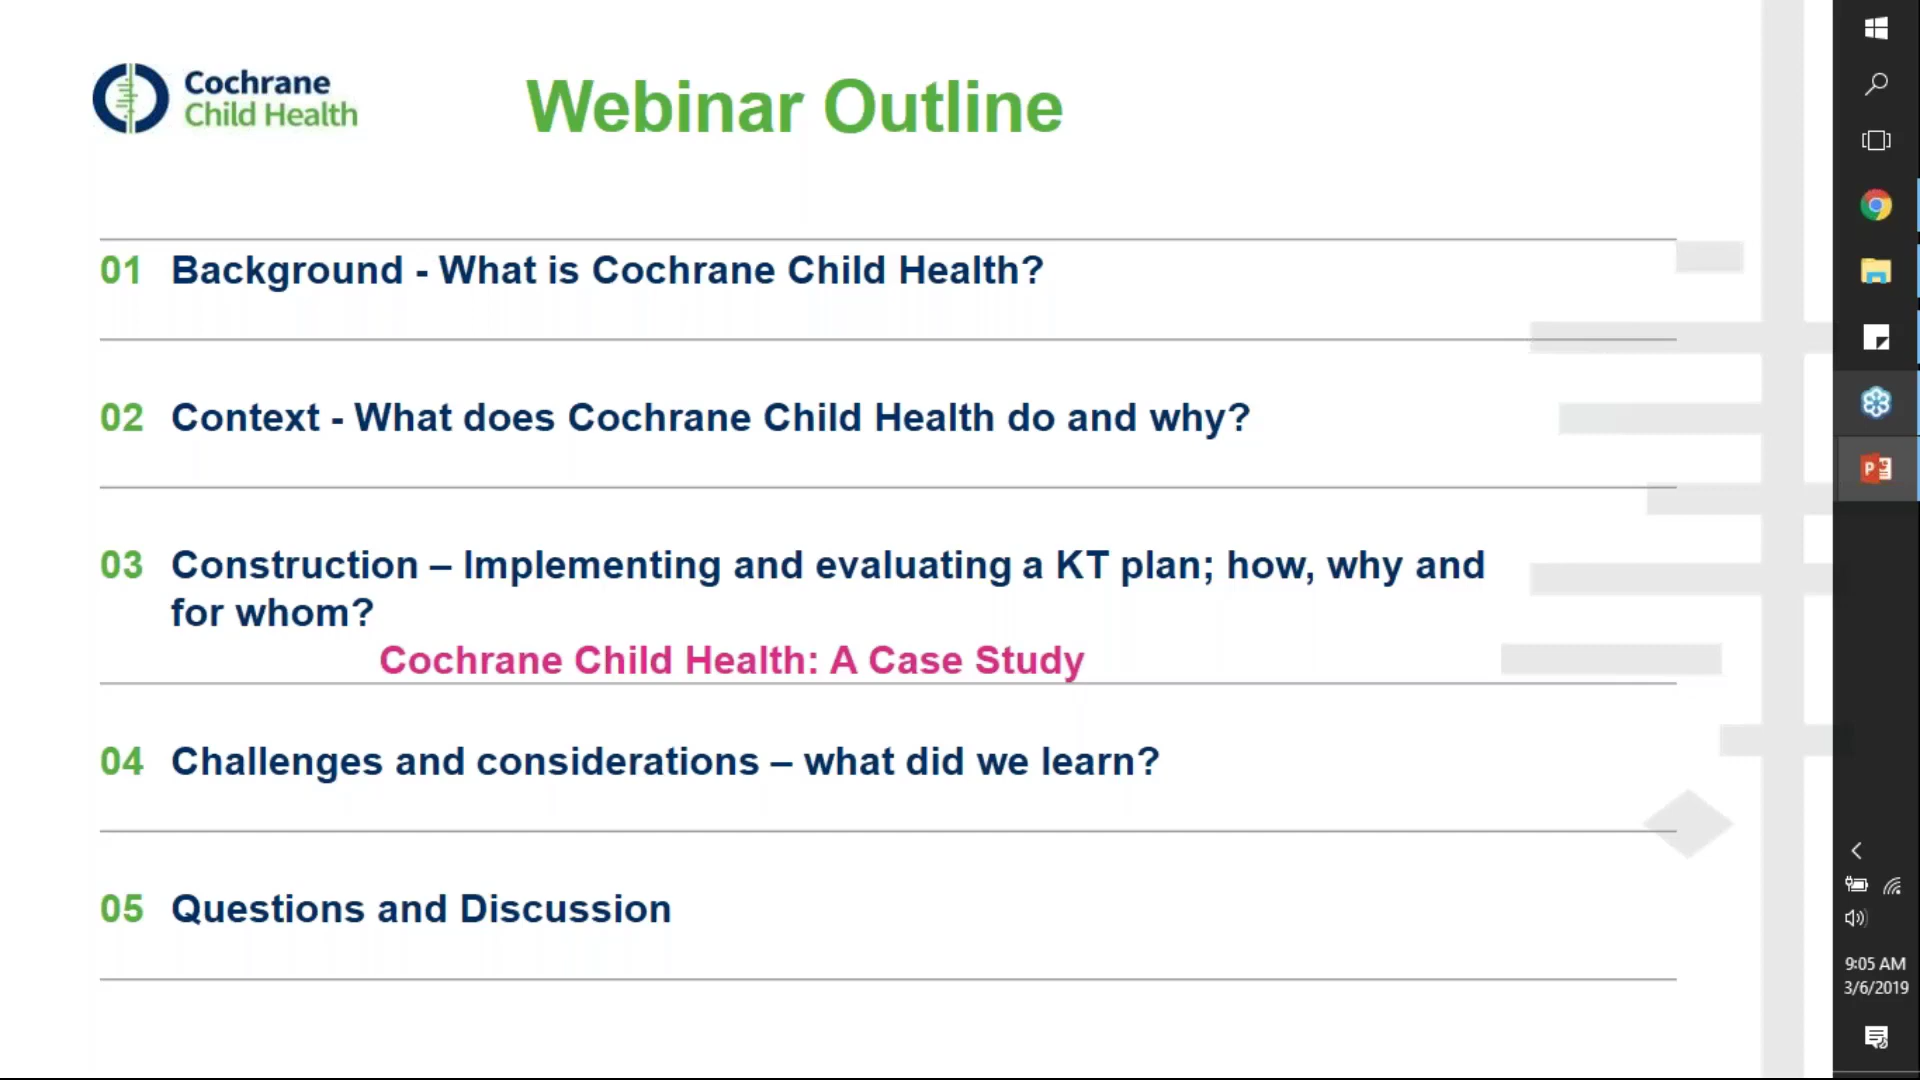 Cochrane
Child Health
Webinar Outline
01 Background - What is Cochrane Child Health?
02 Context - What does Cochrane Child Health do and why?
03 Construction – Implementing and evaluating a KT plan; how, why and
for whom?
Cochrane Child Health: A Case Study
04 Challenges and considerations – what did we learn?
05 Questions and Discussion
9:05 AM
3/6/2019